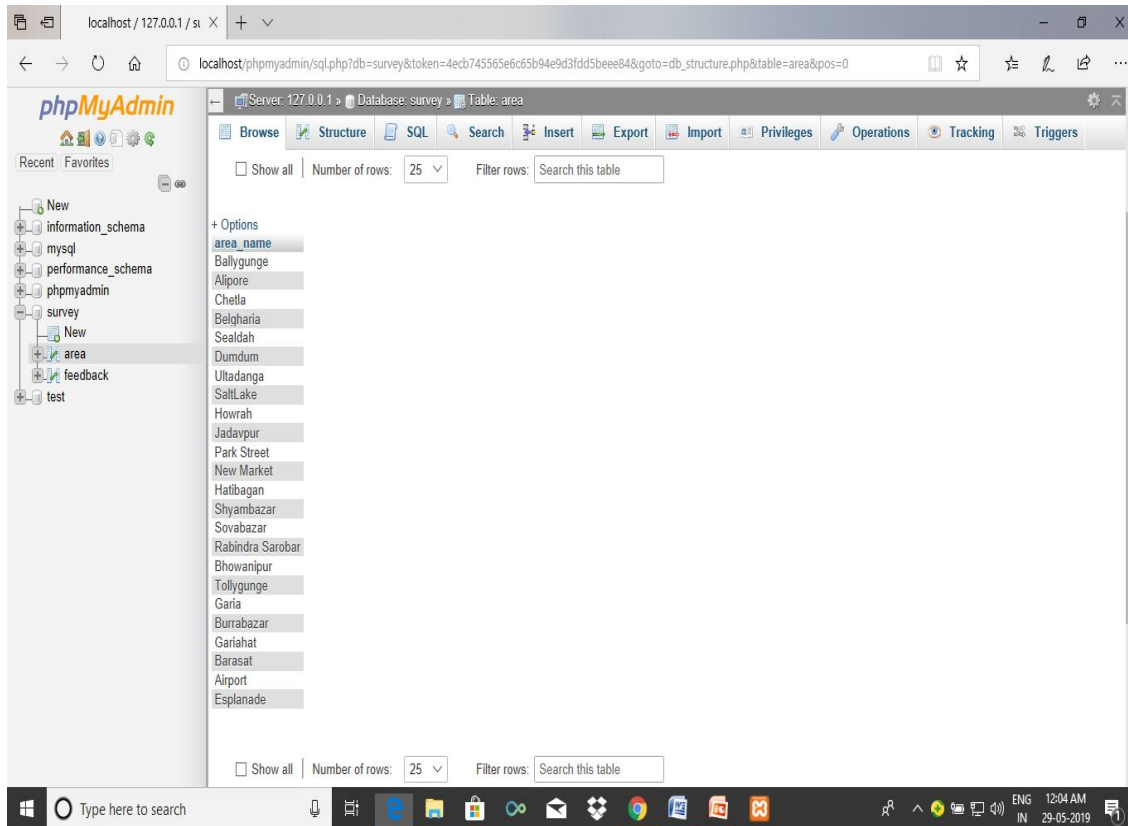 localhost / 127.0.0.1 / su
localhost/phpmyadmin/sql.php?db=survey&token=4ecb745565e6c65b94e9d3fdd5beee84&goto=db_structure.php&table=area&pos=0
phpMyAdmin
Recent Favorites
New
information_schema
mysql
performance_schema
phpmyadmin
survey
New
area
feedback
test
Server: 127.0.0.1 » Database: survey » Table: area
Browse Structure SQL Search Insert Export Import Privileges Operations Tracking Triggers
Show all Number of rows: 25 Filter rows: Search this table
+ Options
area_name
Ballygunge
Alipore
Chetla
Belgharia
Sealdah
Dumdum
Ultadanga
SaltLake
Howrah
Jadavpur
Park Street
New Market
Hatibagan
Shyambazar
Sovabazar
Rabindra Sarobar
Bhowanipur
Tollygunge
Garia
Burrabazar
Gariahat
Barasat
Airport
Esplanade
Show all Number of rows: 25 Filter rows: Search this table
Type here to search
ENG 12:04 AM
IN 29-05-2019